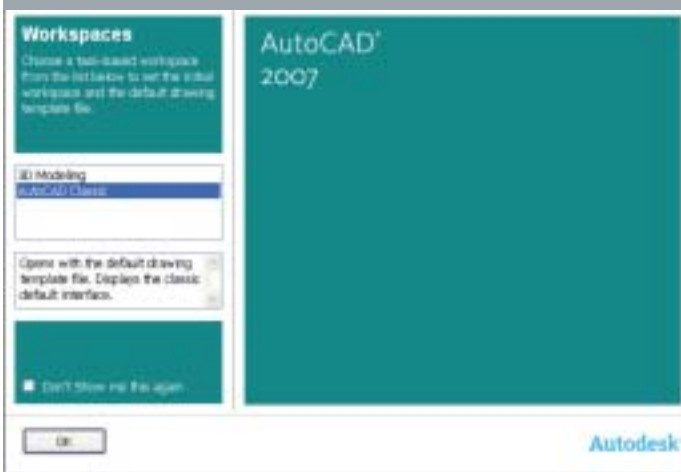 Workspaces
Choose a task-based workspace
from the list below to set the initial
workspace and the default drawing
template file.
3D Modeling
AutoCAD Classic
Opens with the default drawing
template file. Displays the classic
default interface.
Don't Show me this again
OK
AutoCAD®
2007
Autodesk